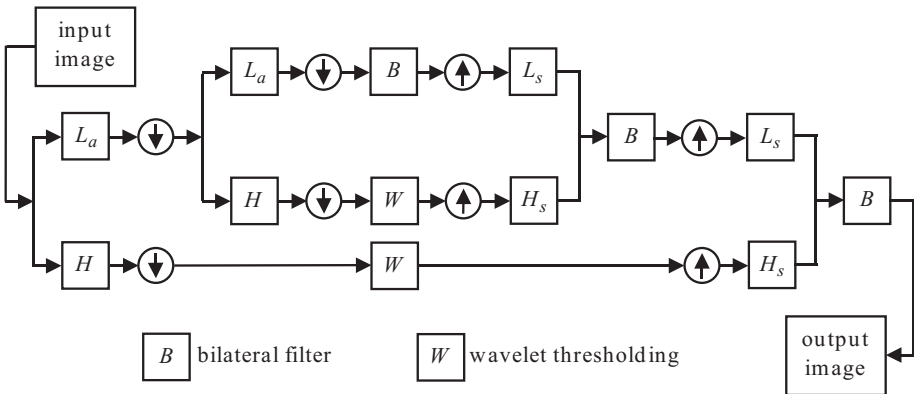 input
image
L_a
B
L_s
L_a
B
L_s
H
W
H_s
B
H
W
H_s
B bilateral filter
W wavelet thresholding
output
image